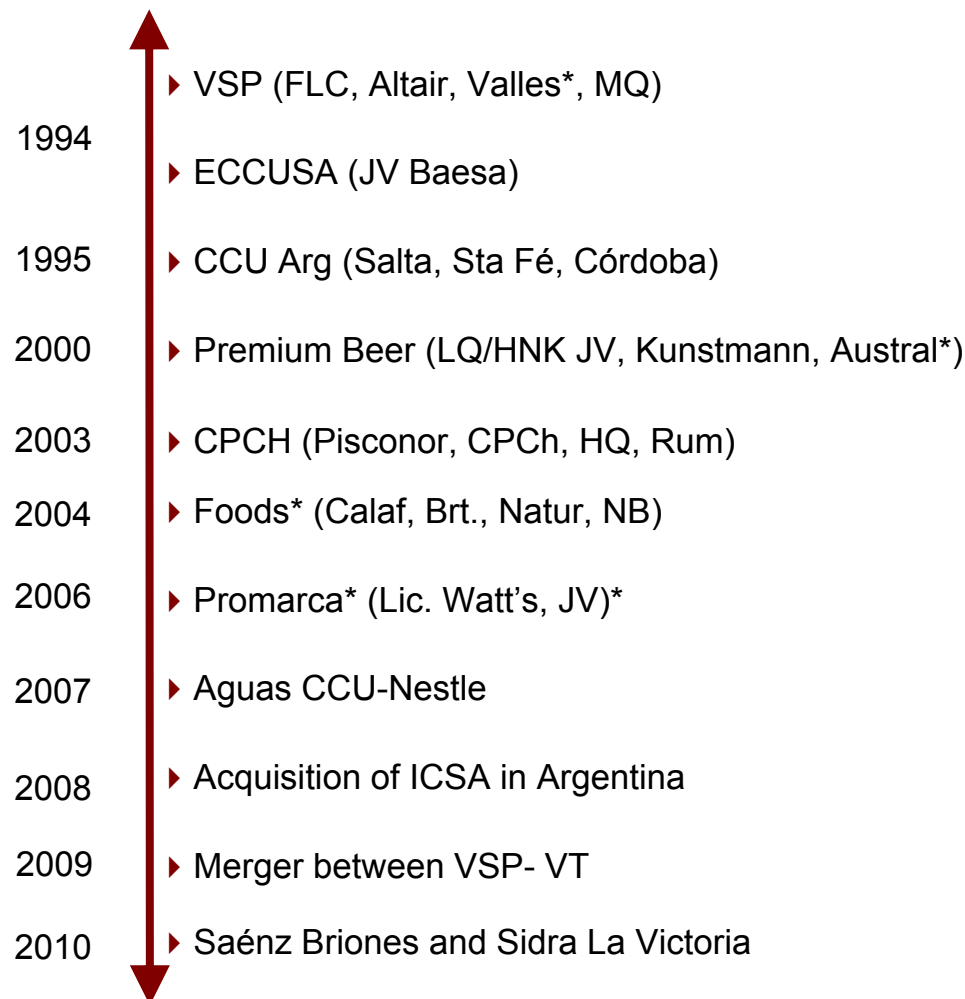 VSP (FLC, Altair, Valles*, MQ)
1994
ECCUSA (JV Baesa)
1995 CCU Arg (Salta, Sta Fé, Córdoba)
2000 Premium Beer (LQ/HNK JV, Kunstmann, Austral*)
2003 CPCH (Pisconor, CPCh, HQ, Rum)
2004 Foods* (Calaf, Brt., Natur, NB)
2006 Promarca* (Lic. Watt’s, JV)*
2007 Aguas CCU-Nestle
2008 Acquisition of ICSA in Argentina
2009 Merger between VSP- VT
2010 Saénz Briones and Sidra La Victoria